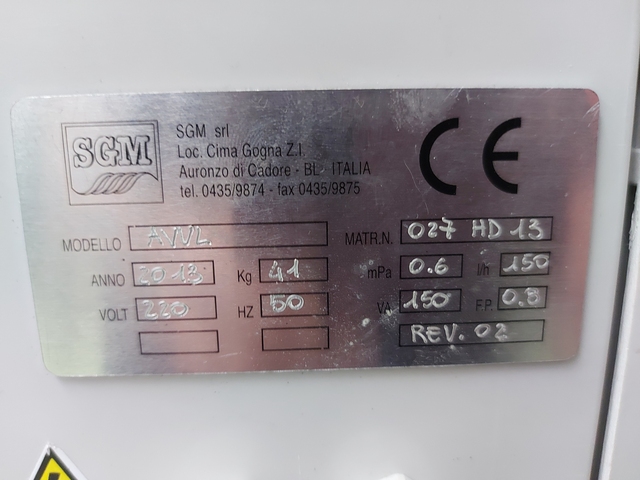 SGM
SGM srl
Loc. Cima Gogna Z.I.
Auronzo di Cadore - BL - ITALIA
tel. 0435/9874 - fax 0435/9875
CE
MODELLO AVVL MATR.N. 027 HD 13
ANNO 2013 Kg 41 mPa 0.6 l/h 150
VOLT 220 HZ 50 VA 150 F.P. 0.8
REV. 02